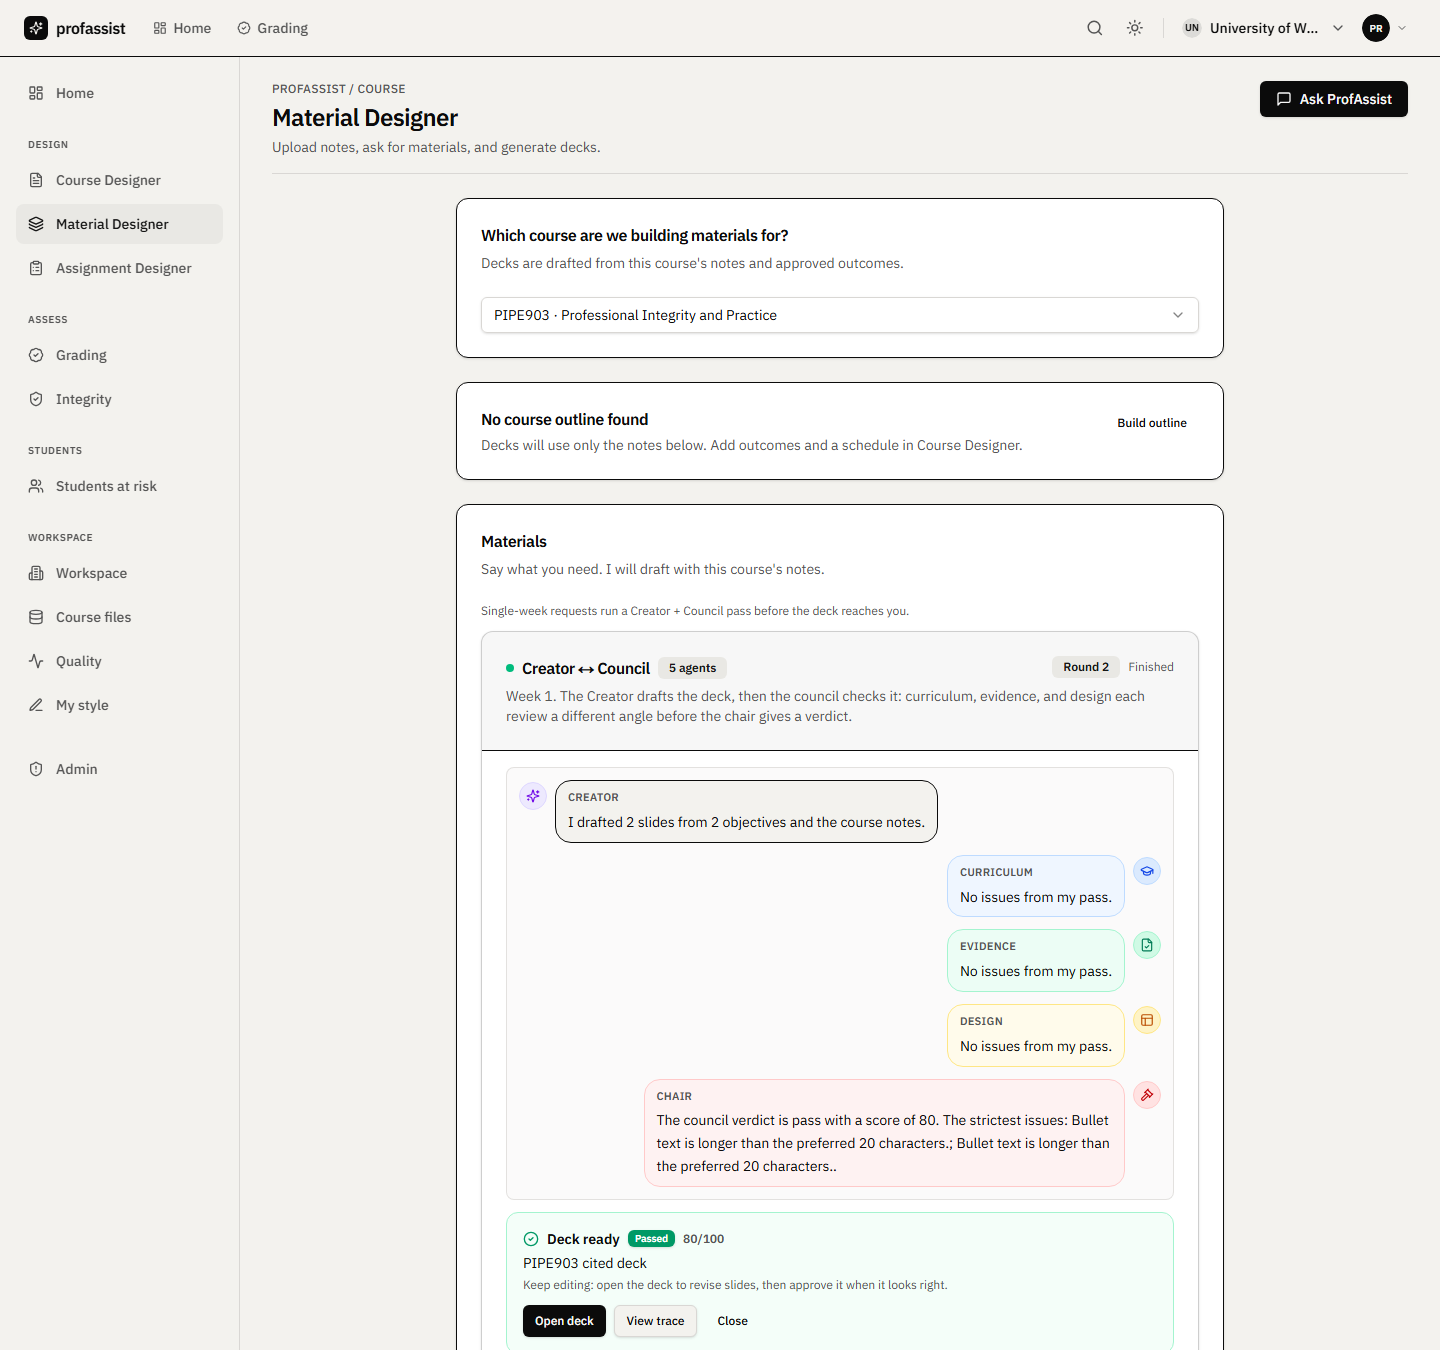 profassist
Home
Grading
UN
University of W...
PR
Home
DESIGN
Course Designer
Material Designer
Assignment Designer
ASSESS
Grading
Integrity
STUDENTS
Students at risk
WORKSPACE
Workspace
Course files
Quality
My style
Admin
PROFASSIST / COURSE
Material Designer
Upload notes, ask for materials, and generate decks.
Ask ProfAssist
Which course are we building materials for?
Decks are drafted from this course's notes and approved outcomes.
PIPE903 · Professional Integrity and Practice
No course outline found
Decks will use only the notes below. Add outcomes and a schedule in Course Designer.
Build outline
Materials
Say what you need. I will draft with this course's notes.
Single-week requests run a Creator + Council pass before the deck reaches you.
Creator ↔ Council
5 agents
Round 2
Finished
Week 1. The Creator drafts the deck, then the council checks it: curriculum, evidence, and design each
review a different angle before the chair gives a verdict.
CREATOR
I drafted 2 slides from 2 objectives and the course notes.
CURRICULUM
No issues from my pass.
EVIDENCE
No issues from my pass.
DESIGN
No issues from my pass.
CHAIR
The council verdict is pass with a score of 80. The strictest issues: Bullet
text is longer than the preferred 20 characters.; Bullet text is longer than
the preferred 20 characters..
Deck ready
Passed
80/100
PIPE903 cited deck
Keep editing: open the deck to revise slides, then approve it when it looks right.
Open deck
View trace
Close